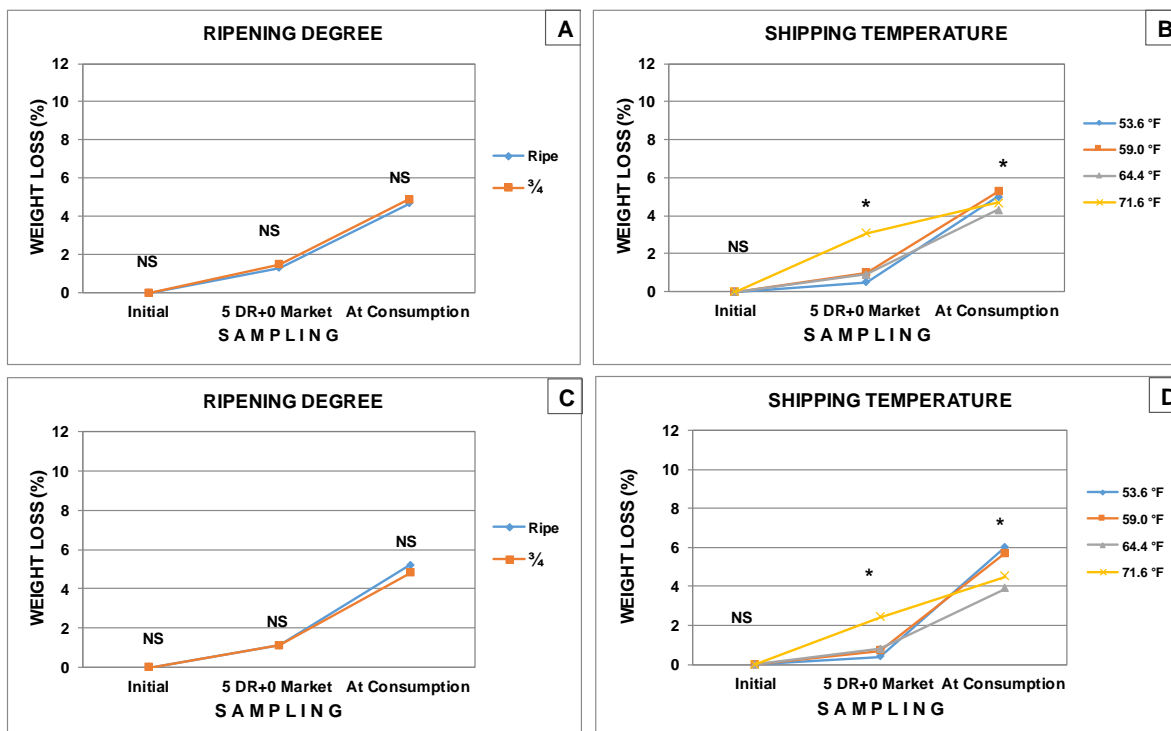 RIPENING DEGREE
A
12
10
8
6
4
2
0
WEIGHT LOSS (%)
NS
NS
NS
Initial
5 DR+0 Market
At Consumption
SAMPLING
Ripe
¾
SHIPPING TEMPERATURE
B
12
10
8
6
4
2
0
WEIGHT LOSS (%)
NS
*
*
Initial
5 DR+0 Market
At Consumption
SAMPLING
53.6 °F
59.0 °F
64.4 °F
71.6 °F
RIPENING DEGREE
C
12
10
8
6
4
2
0
WEIGHT LOSS (%)
NS
NS
NS
Initial
5 DR+0 Market
At Consumption
SAMPLING
Ripe
¾
SHIPPING TEMPERATURE
D
12
10
8
6
4
2
0
WEIGHT LOSS (%)
NS
*
*
Initial
5 DR+0 Market
At Consumption
SAMPLING
53.6 °F
59.0 °F
64.4 °F
71.6 °F